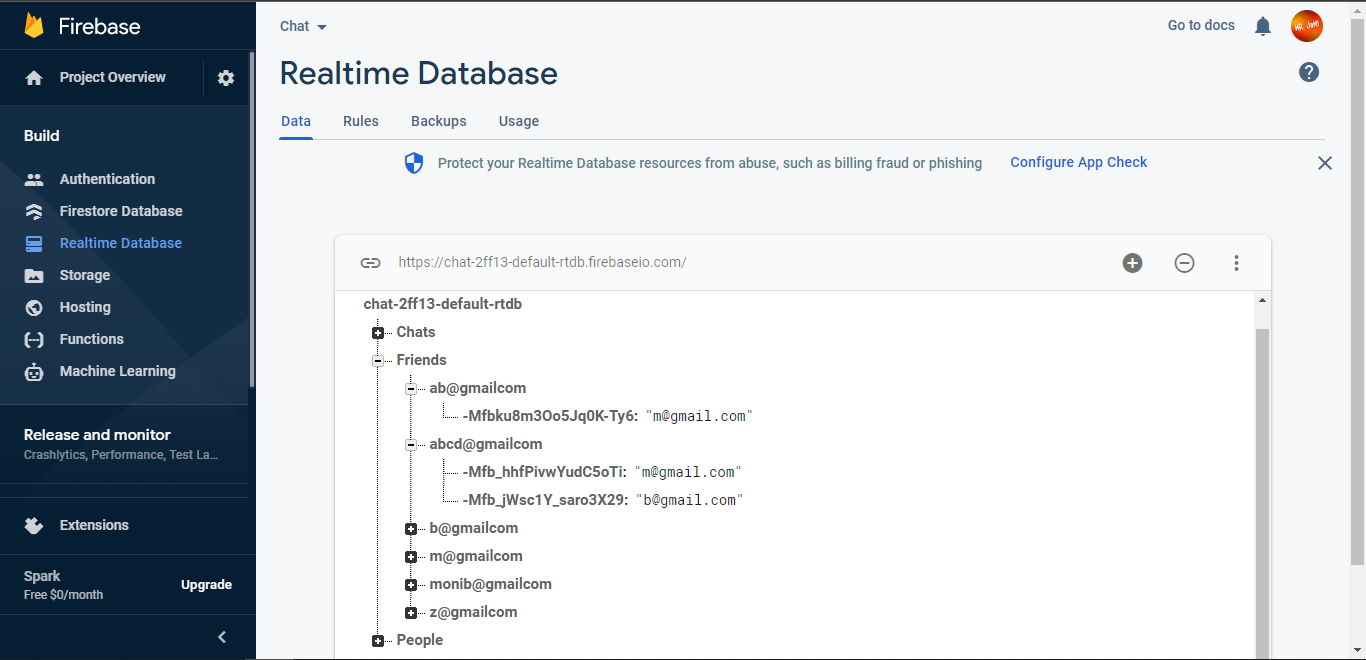 Firebase
Project Overview
Build
Authentication
Firestore Database
Realtime Database
Storage
Hosting
Functions
Machine Learning
Release and monitor
Crashlytics, Performance, Test La...
Extensions
Spark
Free $0/month
Upgrade
Chat
Go to docs
MR. JaMi
Realtime Database
Data Rules Backups Usage
Protect your Realtime Database resources from abuse, such as billing fraud or phishing Configure App Check
https://chat-2ff13-default-rtdb.firebaseio.com/
chat-2ff13-default-rtdb
Chats
Friends
ab@gmailcom
-Mfbku8m3Oo5Jq0K-Ty6: "m@gmail.com"
abcd@gmailcom
-Mfb_hhfPivwYudC5oTi: "m@gmail.com"
-Mfb_jWsc1Y_saro3X29: "b@gmail.com"
b@gmailcom
m@gmailcom
monib@gmailcom
z@gmailcom
People